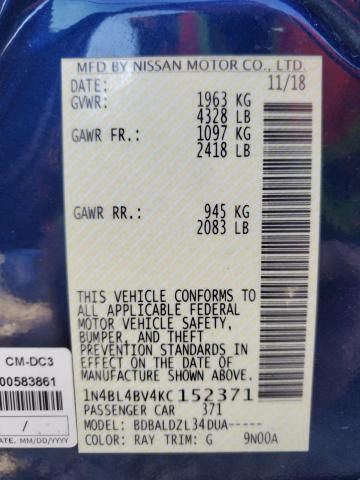 MFD BY NISSAN MOTOR CO., LTD.
DATE: 11/18
GVWR: 1963 KG
4328 LB
GAWR FR.: 1097 KG
2418 LB
GAWR RR.: 945 KG
2083 LB
THIS VEHICLE CONFORMS TO
ALL APPLICABLE FEDERAL
MOTOR VEHICLE SAFETY,
BUMPER, AND THEFT
PREVENTION STANDARDS IN
EFFECT ON THE DATE OF
MANUFACTURE SHOWN ABOVE.
1N4BL4BV4KC152371
PASSENGER CAR 371
MODEL: BDBALDZL34DUA-----
COLOR: RAY TRIM: G 9N00A
CM-DC3
00583861
/
ATE, MM/DD/YYYY